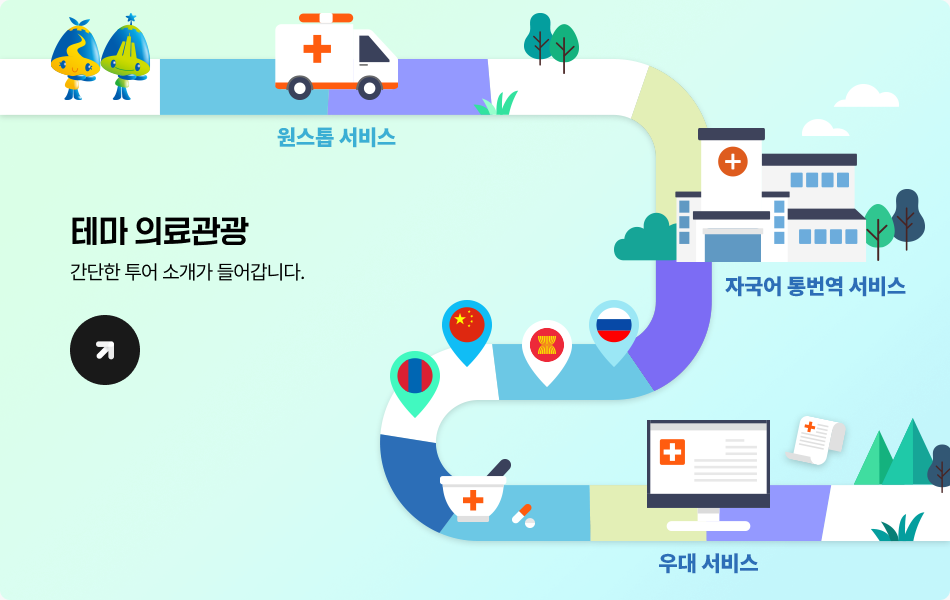 원스톱 서비스
테마 의료관광
간단한 투어 소개가 들어갑니다.
자국어 통번역 서비스
우대 서비스